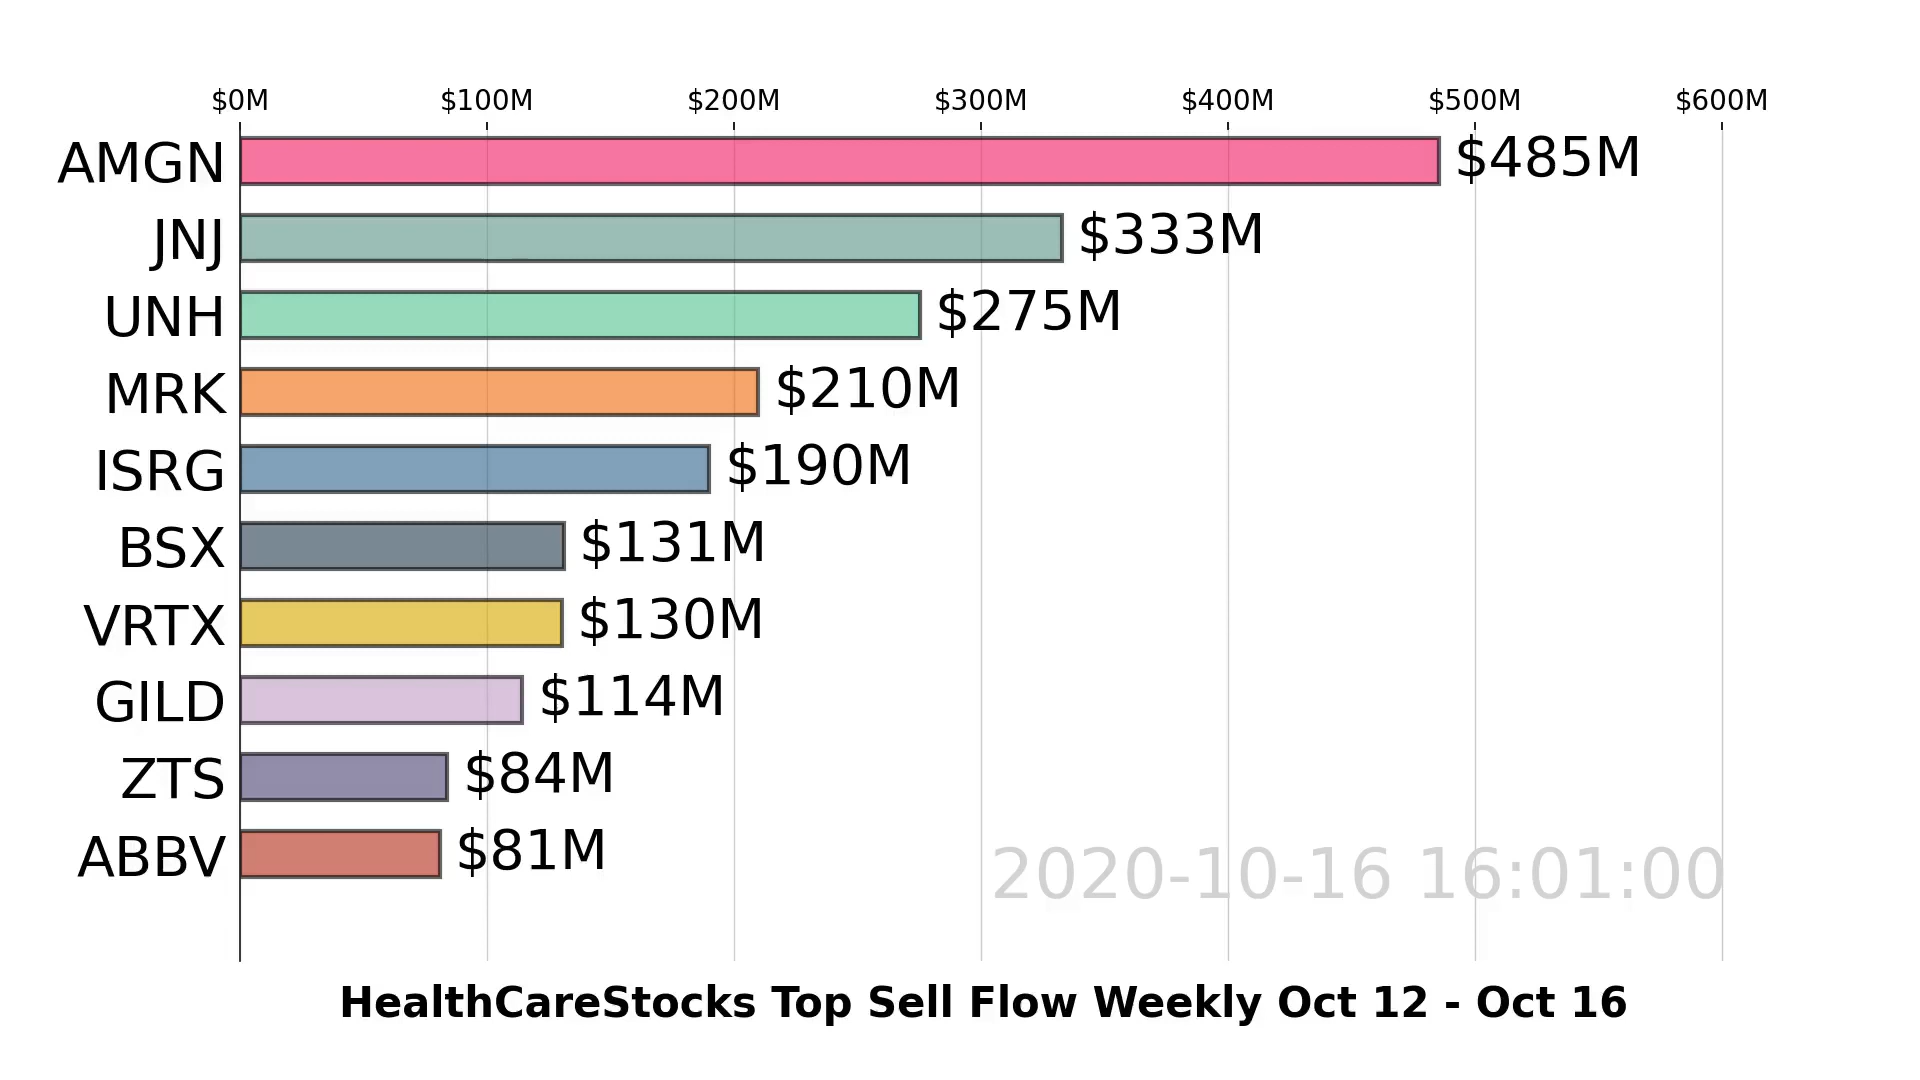 $0M $100M $200M $300M $400M $500M $600M
AMGN $485M
JNJ $333M
UNH $275M
MRK $210M
ISRG $190M
BSX $131M
VRTX $130M
GILD $114M
ZTS $84M
ABBV $81M
2020-10-16 16:01:00
HealthCareStocks Top Sell Flow Weekly Oct 12 - Oct 16